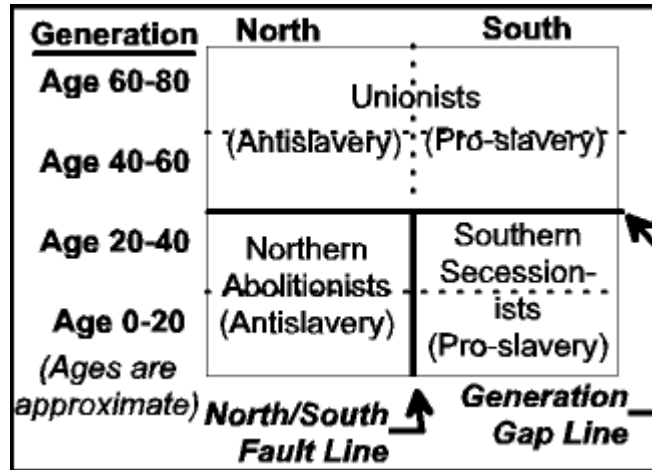 Generation North South
Age 60-80
Unionists
(Antislavery) (Pro-slavery)
Age 40-60
Age 20-40
Northern
Abolitionists
(Antislavery)
Southern
Secession-
ists
(Pro-slavery)
Age 0-20
(Ages are
approximate)
North/South
Fault Line
Generation
Gap Line